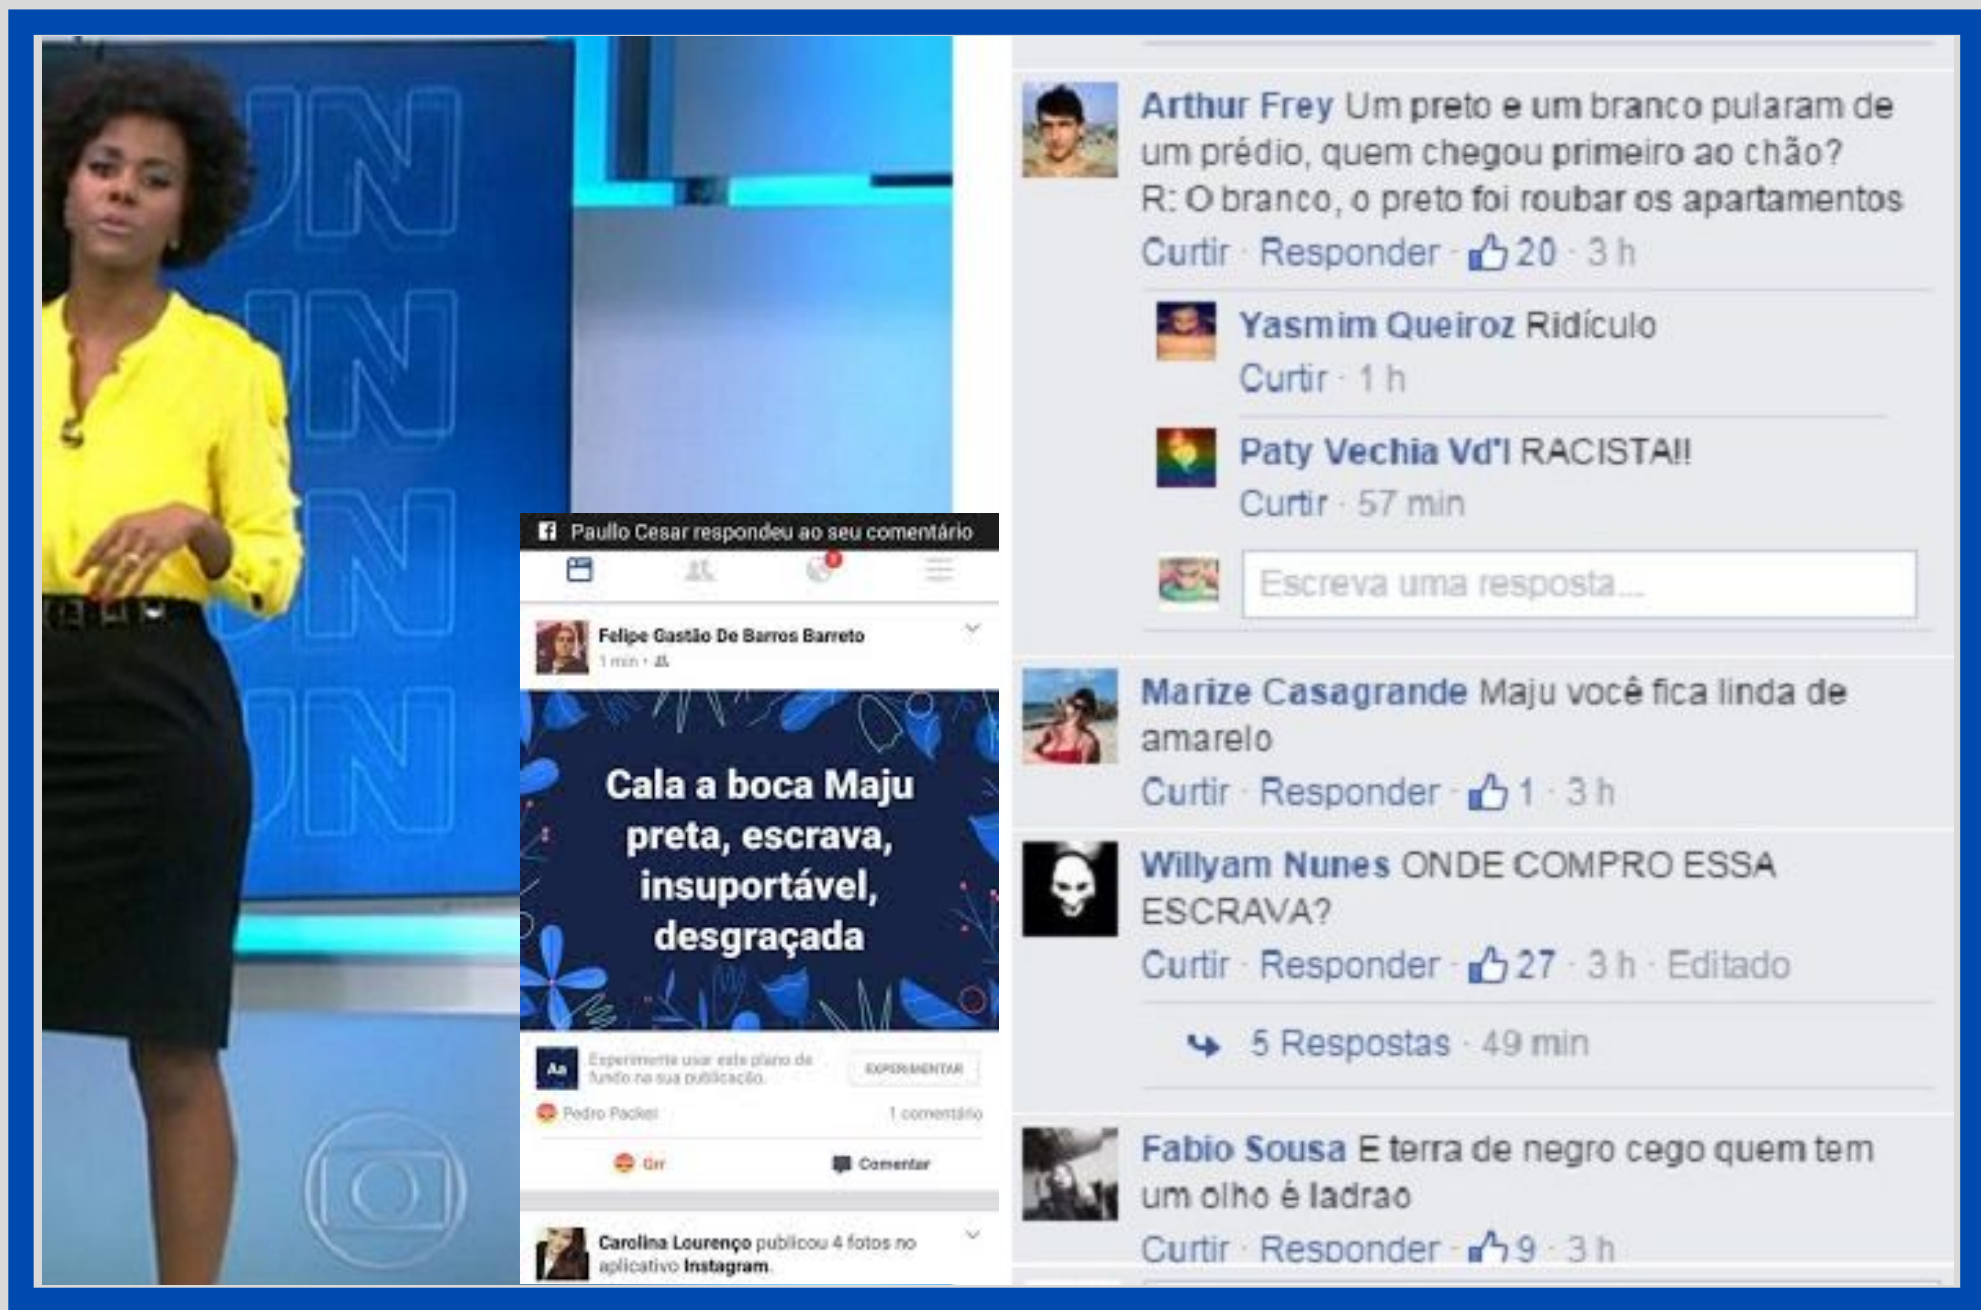 JN
JN
JN
JN
Paullo Cesar respondeu ao seu comentário
Felipe Gastão De Barros Barreto
1 min
Cala a boca Maju
preta, escrava,
insuportável,
desgraçada
Aa
Experimente usar este plano de
fundo na sua publicação.
EXPERIMENTAR
Pedro Packei
1 comentário
Grr
Comentar
Carolina Lourenço publicou 4 fotos no
aplicativo Instagram.
Arthur Frey Um preto e um branco pularam de
um prédio, quem chegou primeiro ao chão?
R: O branco, o preto foi roubar os apartamentos
Curtir · Responder · 20 · 3 h
Yasmim Queiroz Ridículo
Curtir · 1 h
Paty Vechia Vd'l RACISTA!!
Curtir · 57 min
Escreva uma resposta...
Marize Casagrande Maju você fica linda de
amarelo
Curtir · Responder · 1 · 3 h
Willyam Nunes ONDE COMPRO ESSA
ESCRAVA?
Curtir · Responder · 27 · 3 h · Editado
5 Respostas · 49 min
Fabio Sousa E terra de negro cego quem tem
um olho é ladrao
Curtir · Responder · 9 · 3 h